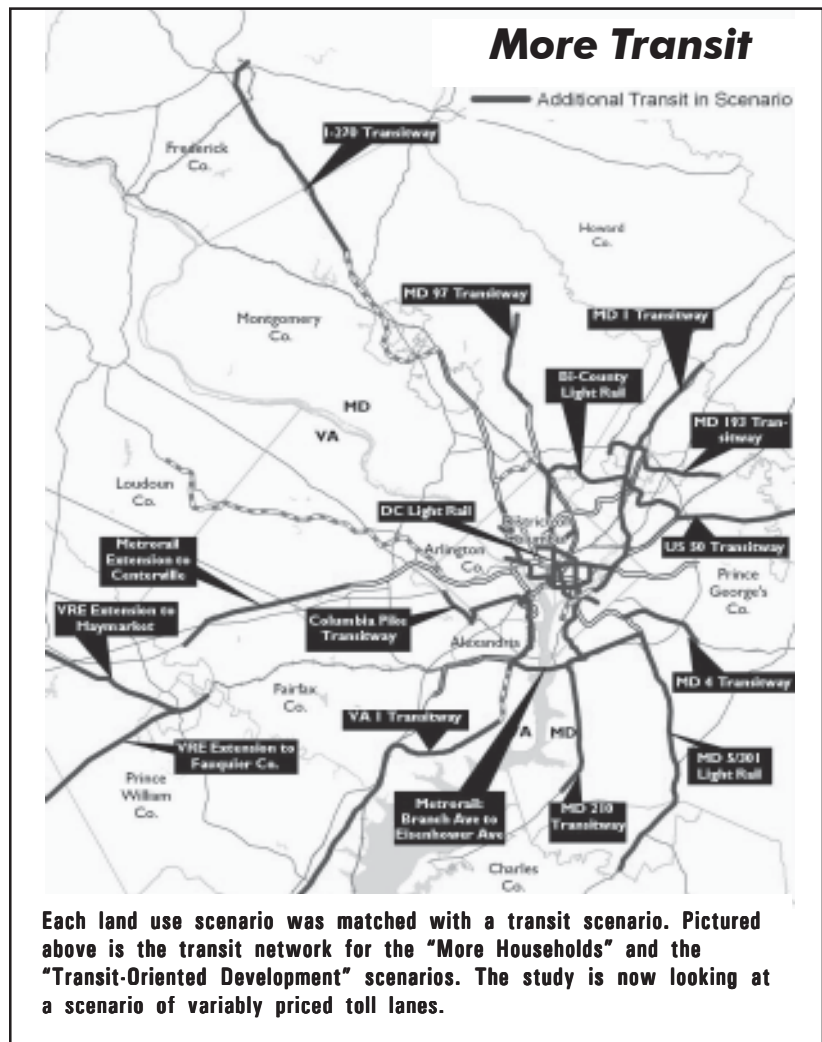 More Transit
Additional Transit in Scenario
I-270 Transitway
Frederick
Co.
Howard
Co.
MD 97 Transitway
MD 1 Transitway
Montgomery
Co.
Bi-County
Light Rail
MD
VA
MD 193 Tran-
sitway
Loudoun
Co.
DC Light Rail
District of
Columbia
US 50 Transitway
Metrorail
Extension to
Centerville
Arlington
Co.
Prince
George's
Co.
VRE Extension to
Haymarket
Columbia Pike
Transitway
Alexandria
MD 4 Transitway
Fairfax
Co.
VA 1 Transitway
VA
MD
VRE Extension to
Fauquier Co.
MD 5/301
Light Rail
Prince
William
Co.
Metrorail:
Branch Ave to
Eisenhower Ave
MD 210
Transitway
Charles
Co.
Each land use scenario was matched with a transit scenario. Pictured
above is the transit network for the “More Households” and the
“Transit-Oriented Development” scenarios. The study is now looking at
a scenario of variably priced toll lanes.